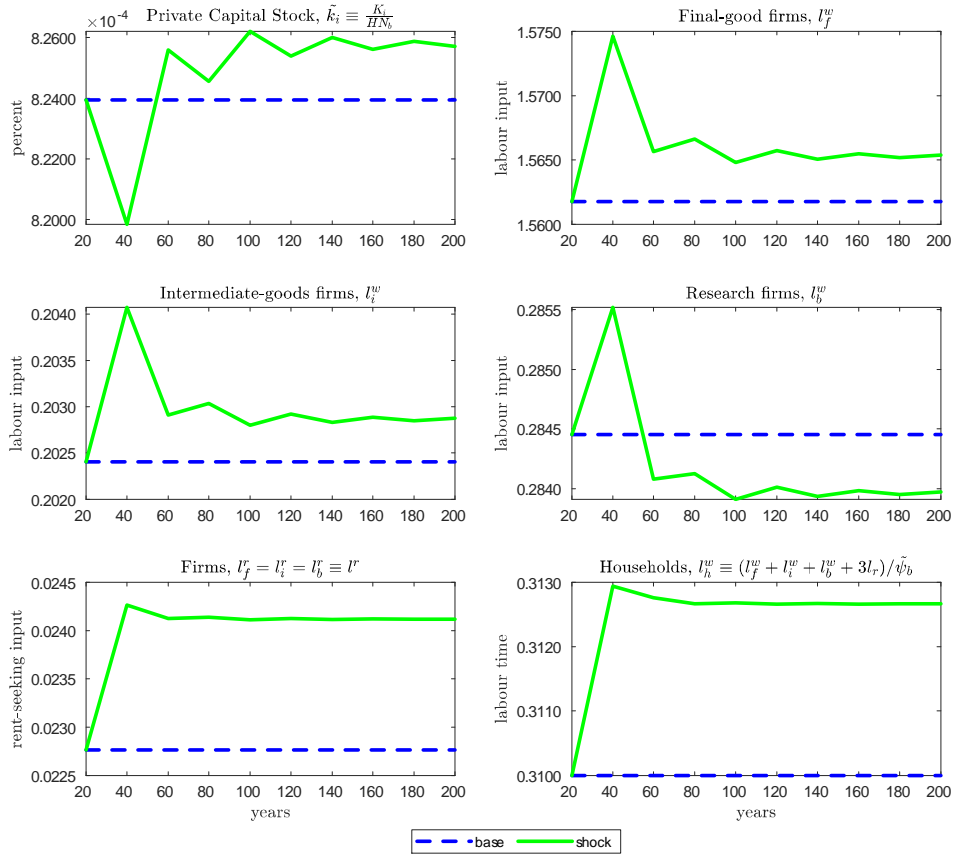 Private Capital Stock, k̃_i ≡ K_i/HN_b
×10^-4
8.2600
8.2400
8.2200
8.2000
percent
20 40 60 80 100 120 140 160 180 200
Final-good firms, l_f^w
1.5750
1.5700
1.5650
1.5600
labour input
20 40 60 80 100 120 140 160 180 200
Intermediate-goods firms, l_i^w
0.2040
0.2035
0.2030
0.2025
0.2020
labour input
20 40 60 80 100 120 140 160 180 200
Research firms, l_b^w
0.2855
0.2850
0.2845
0.2840
labour input
20 40 60 80 100 120 140 160 180 200
Firms, l_f^r = l_i^r = l_b^r ≡ l^r
0.0245
0.0240
0.0235
0.0230
0.0225
rent-seeking input
20 40 60 80 100 120 140 160 180 200
years
Households, l_h^w ≡ (l_f^w + l_i^w + l_b^w + 3l_r)/ψ̃_b
0.3130
0.3120
0.3110
0.3100
labour time
20 40 60 80 100 120 140 160 180 200
years
base shock